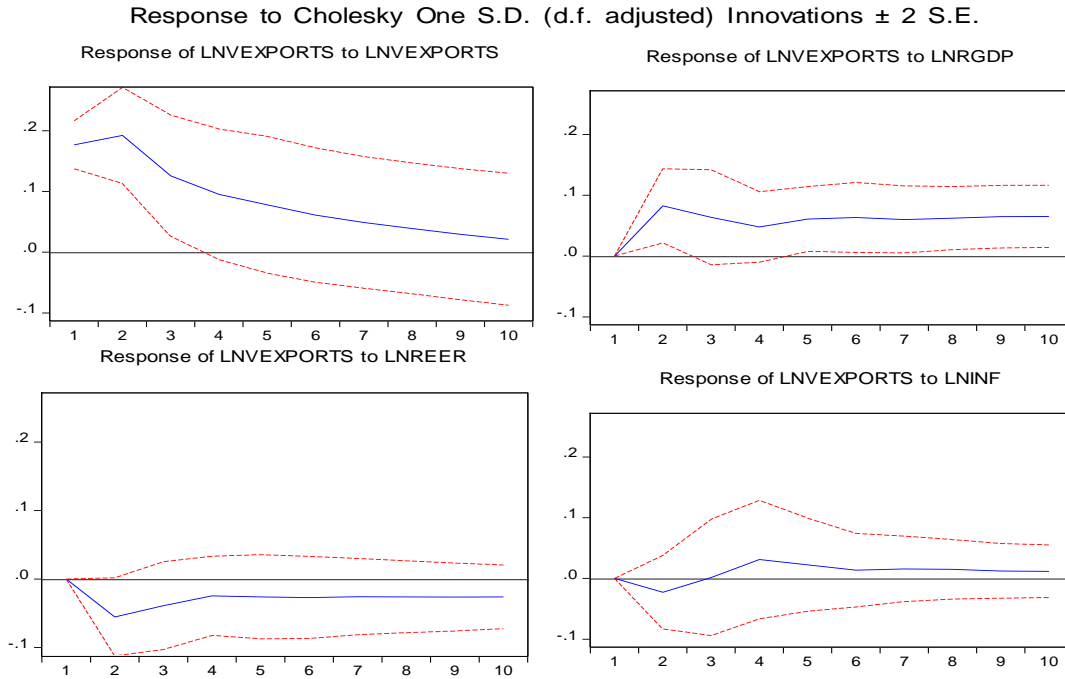 Response to Cholesky One S.D. (d.f. adjusted) Innovations ± 2 S.E.
Response of LNVEXPORTS to LNVEXPORTS
.2
.1
.0
-.1
1 2 3 4 5 6 7 8 9 10
Response of LNVEXPORTS to LNRGDP
.2
.1
.0
-.1
1 2 3 4 5 6 7 8 9 10
Response of LNVEXPORTS to LNREER
.2
.1
.0
-.1
1 2 3 4 5 6 7 8 9 10
Response of LNVEXPORTS to LNINF
.2
.1
.0
-.1
1 2 3 4 5 6 7 8 9 10